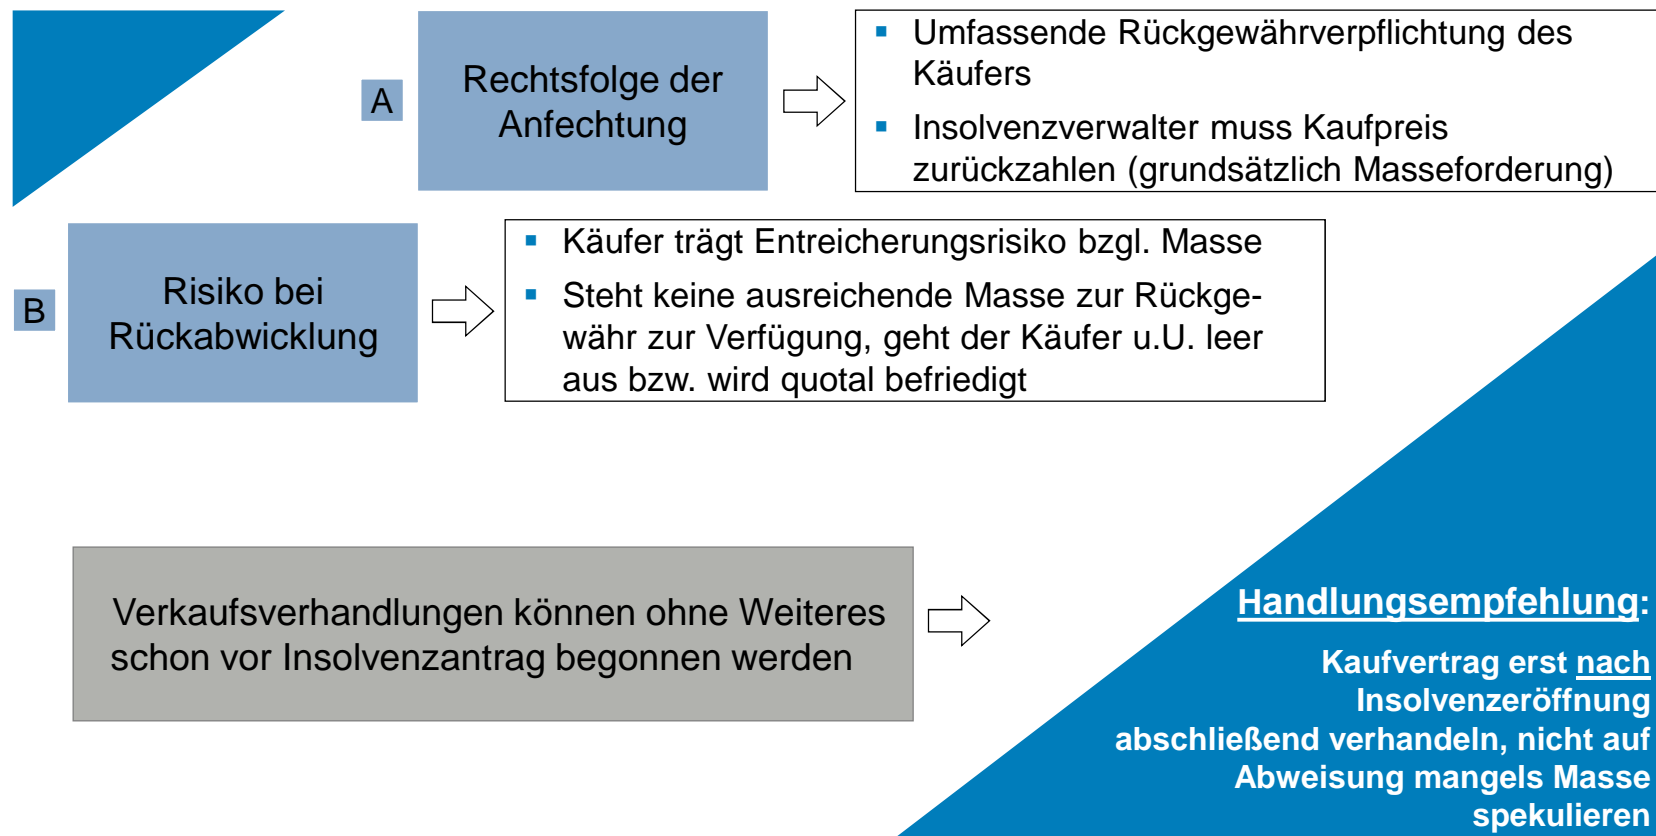 A
Rechtsfolge der
Anfechtung
▪ Umfassende Rückgewährverpflichtung des
Käufers
▪ Insolvenzverwalter muss Kaufpreis
zurückzahlen (grundsätzlich Masseforderung)
B
Risiko bei
Rückabwicklung
▪ Käufer trägt Entreicherungsrisiko bzgl. Masse
▪ Steht keine ausreichende Masse zur Rückge-
währ zur Verfügung, geht der Käufer u.U. leer
aus bzw. wird quotal befriedigt
Verkaufsverhandlungen können ohne Weiteres
schon vor Insolvenzantrag begonnen werden
Handlungsempfehlung:
Kaufvertrag erst nach
Insolvenzeröffnung
abschließend verhandeln, nicht auf
Abweisung mangels Masse
spekulieren